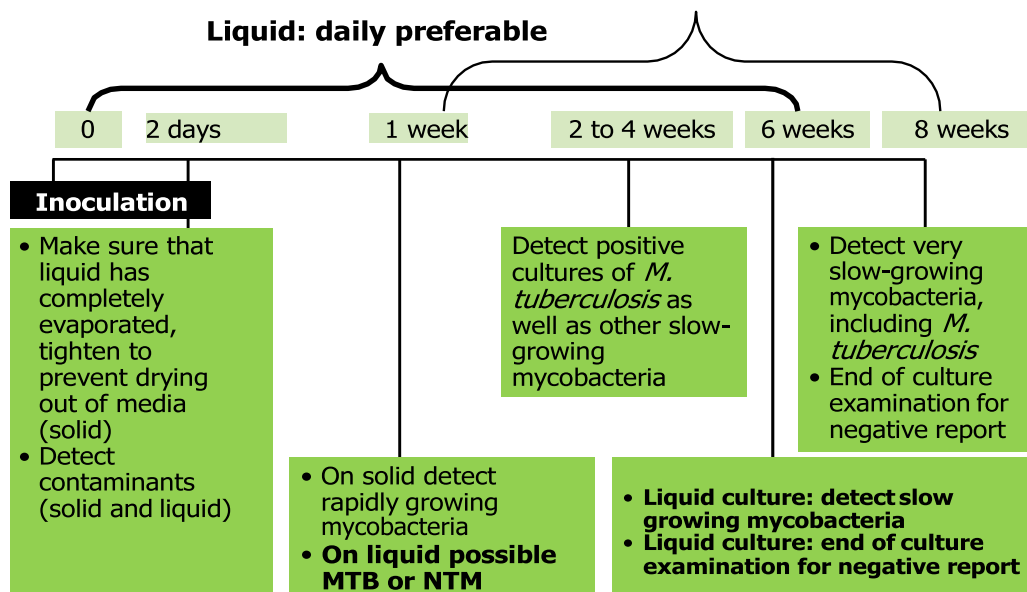 Liquid: daily preferable
0
2 days
1 week
2 to 4 weeks
6 weeks
8 weeks
Inoculation
• Make sure that
liquid has
completely
evaporated,
tighten to
prevent drying
out of media
(solid)
• Detect
contaminants
(solid and liquid)
• On solid detect
rapidly growing
mycobacteria
• On liquid possible
MTB or NTM
Detect positive
cultures of M.
tuberculosis as
well as other slow-
growing
mycobacteria
• Liquid culture: detect slow
growing mycobacteria
• Liquid culture: end of culture
examination for negative report
• Detect very
slow-growing
mycobacteria,
including M.
tuberculosis
• End of culture
examination for
negative report